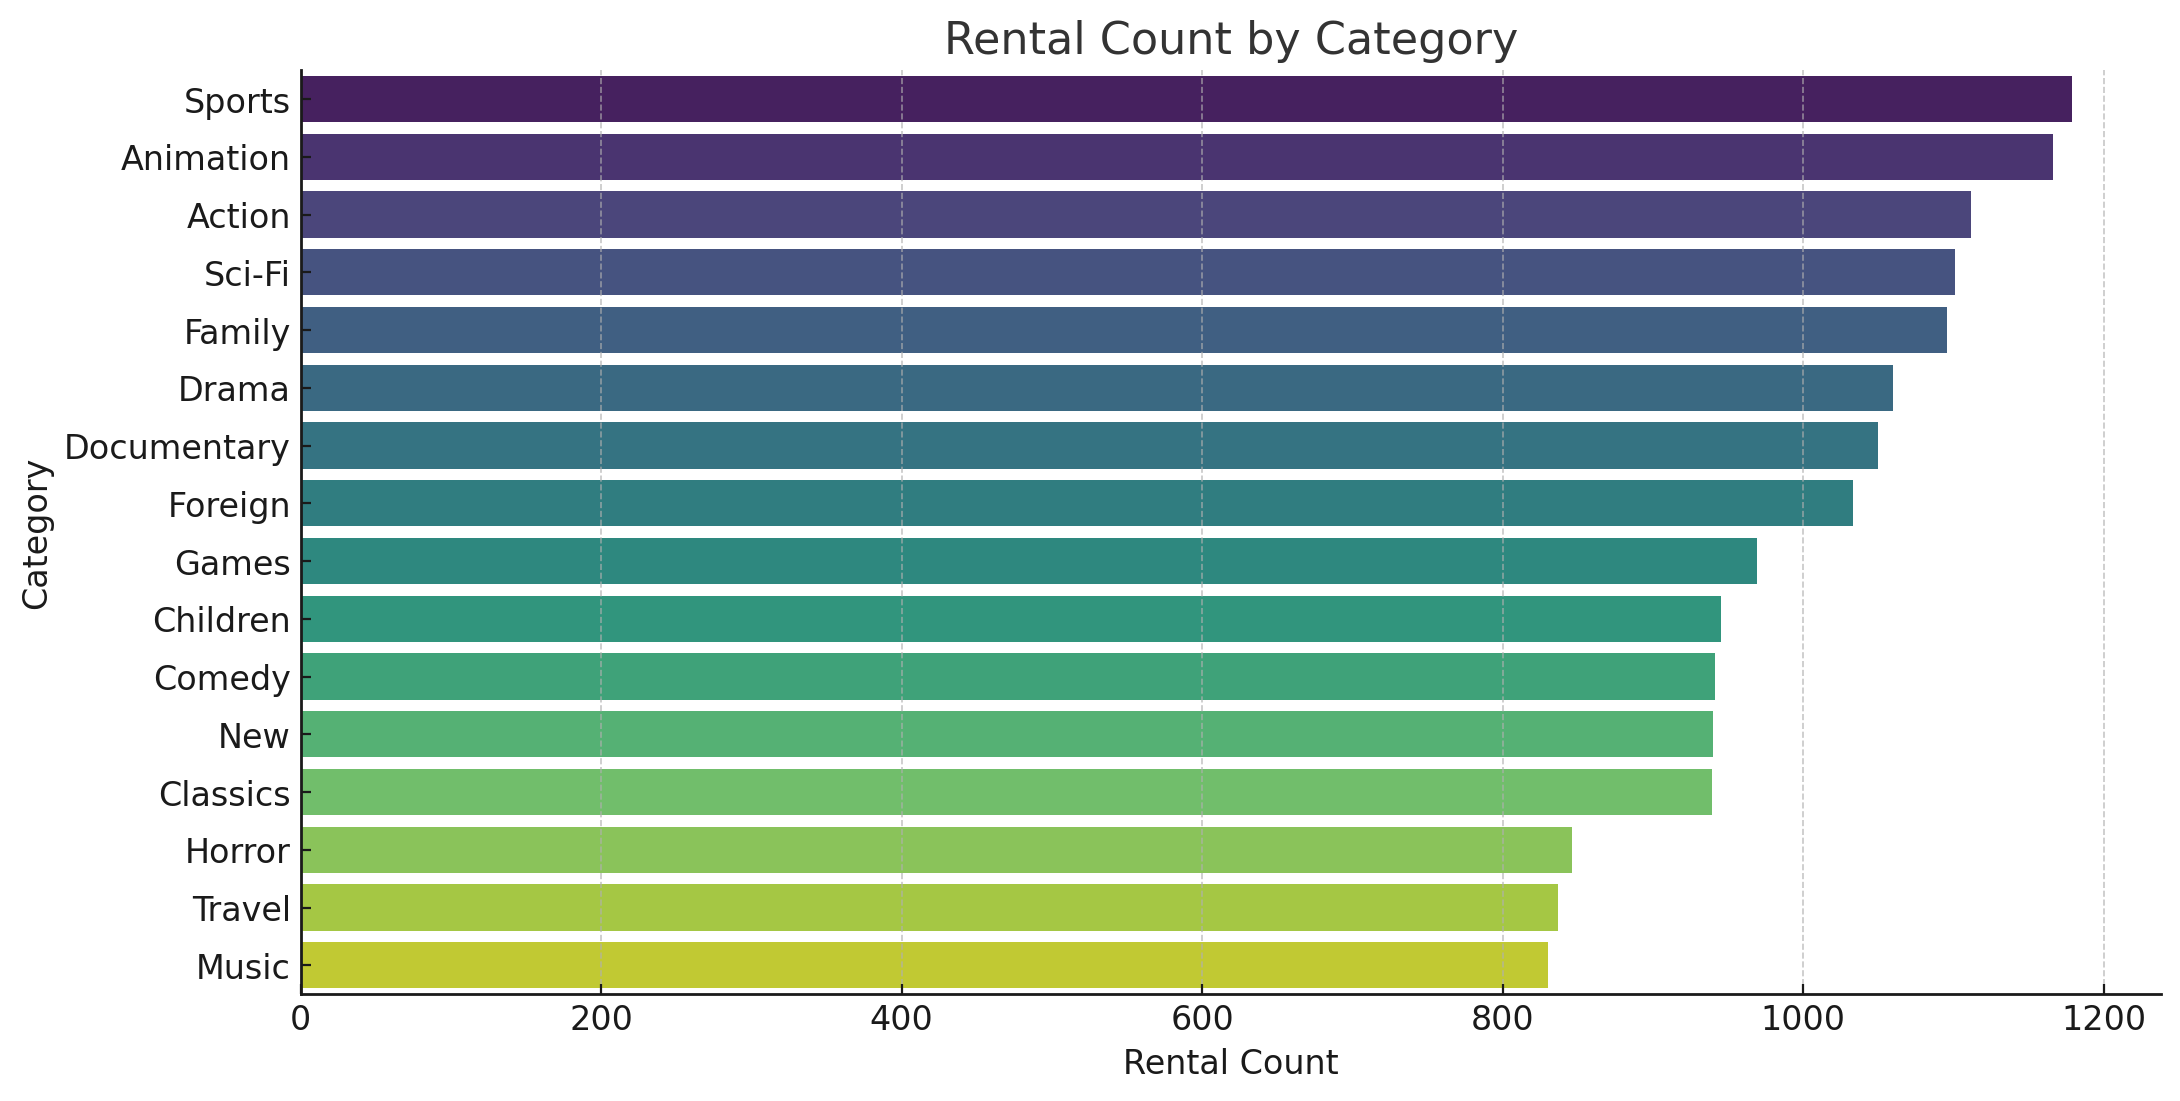 Rental Count by Category
Category
Sports
Animation
Action
Sci-Fi
Family
Drama
Documentary
Foreign
Games
Children
Comedy
New
Classics
Horror
Travel
Music
0 200 400 600 800 1000 1200
Rental Count